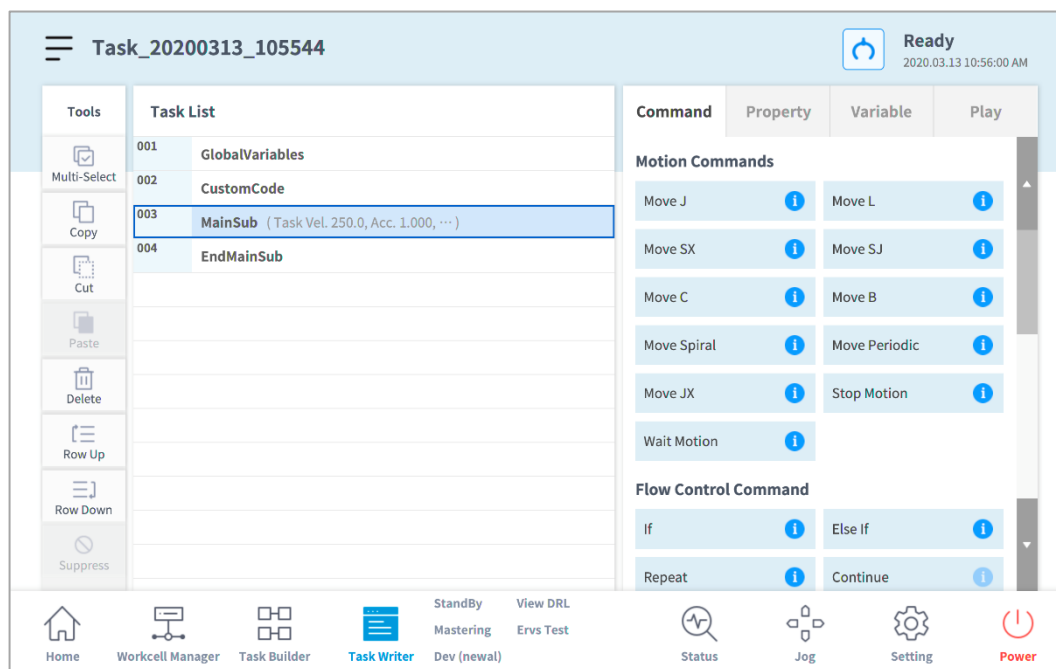 Task_20200313_105544
Ready
2020.03.13 10:56:00 AM
Tools
Multi-Select
Copy
Cut
Paste
Delete
Row Up
Row Down
Suppress
Task List
001 GlobalVariables
002 CustomCode
003 MainSub ( Task Vel. 250.0, Acc. 1.000, ··· )
004 EndMainSub
Command Property Variable Play
Motion Commands
Move J Move L
Move SX Move SJ
Move C Move B
Move Spiral Move Periodic
Move JX Stop Motion
Wait Motion
Flow Control Command
If Else If
Repeat Continue
Home
Workcell Manager
Task Builder
Task Writer
StandBy View DRL
Mastering Ervs Test
Dev (newal)
Status
Jog
Setting
Power